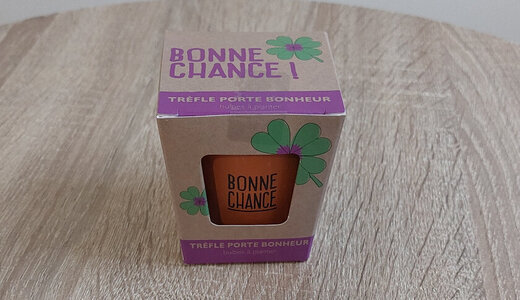 BONNE
CHANCE !
TRÈFLE PORTE BONHEUR
bulbes à planter
BONNE
CHANCE
TRÈFLE PORTE BONHEUR
bulbes à planter